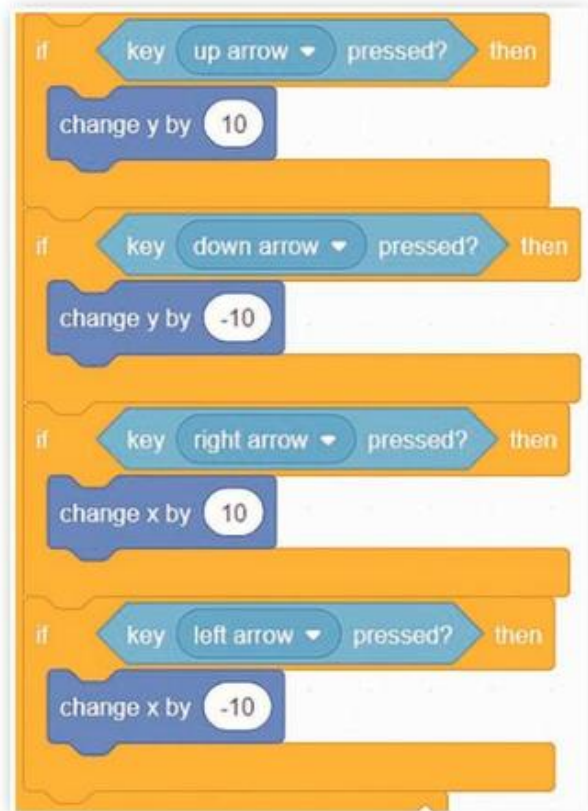 if key up arrow pressed? then
change y by 10
if key down arrow pressed? then
change y by -10
if key right arrow pressed? then
change x by 10
if key left arrow pressed? then
change x by -10